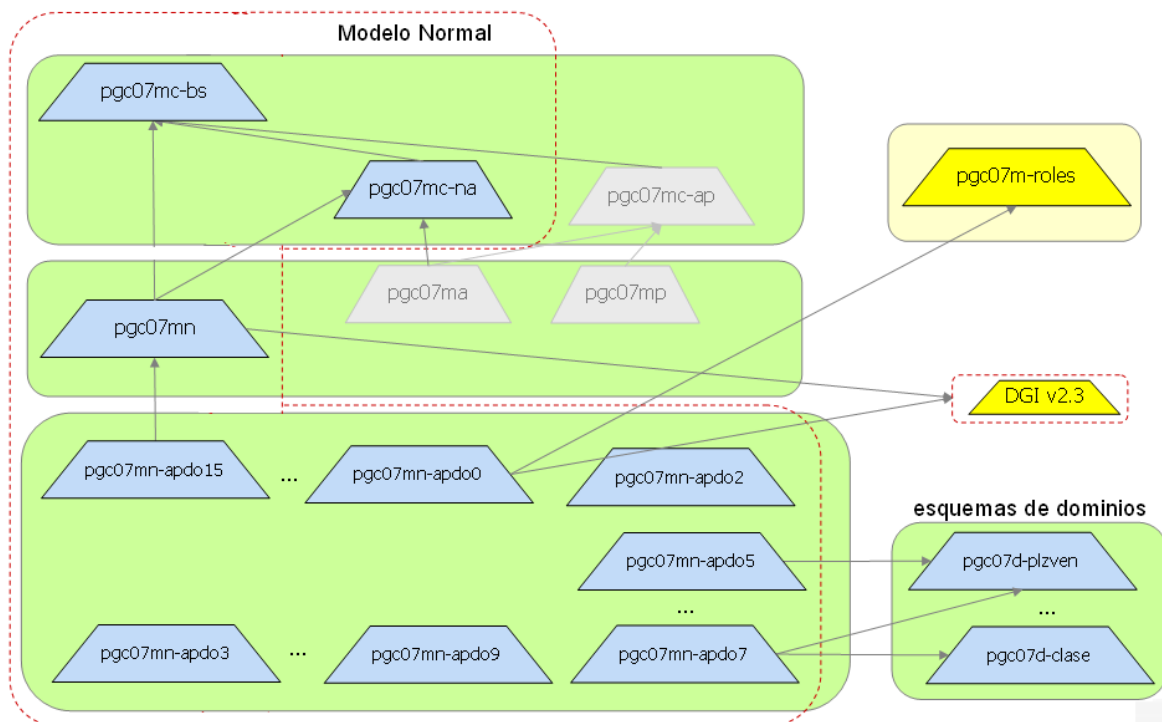 Modelo Normal
pgc07mc-bs
pgc07mc-na
pgc07mc-ap
pgc07m-roles
pgc07ma
pgc07mp
pgc07mn
DGI v2.3
pgc07mn-apdo15
...
pgc07mn-apdo0
pgc07mn-apdo2
esquemas de dominios
pgc07mn-apdo5
pgc07d-plzven
...
...
pgc07mn-apdo3
...
pgc07mn-apdo9
pgc07mn-apdo7
pgc07d-clase